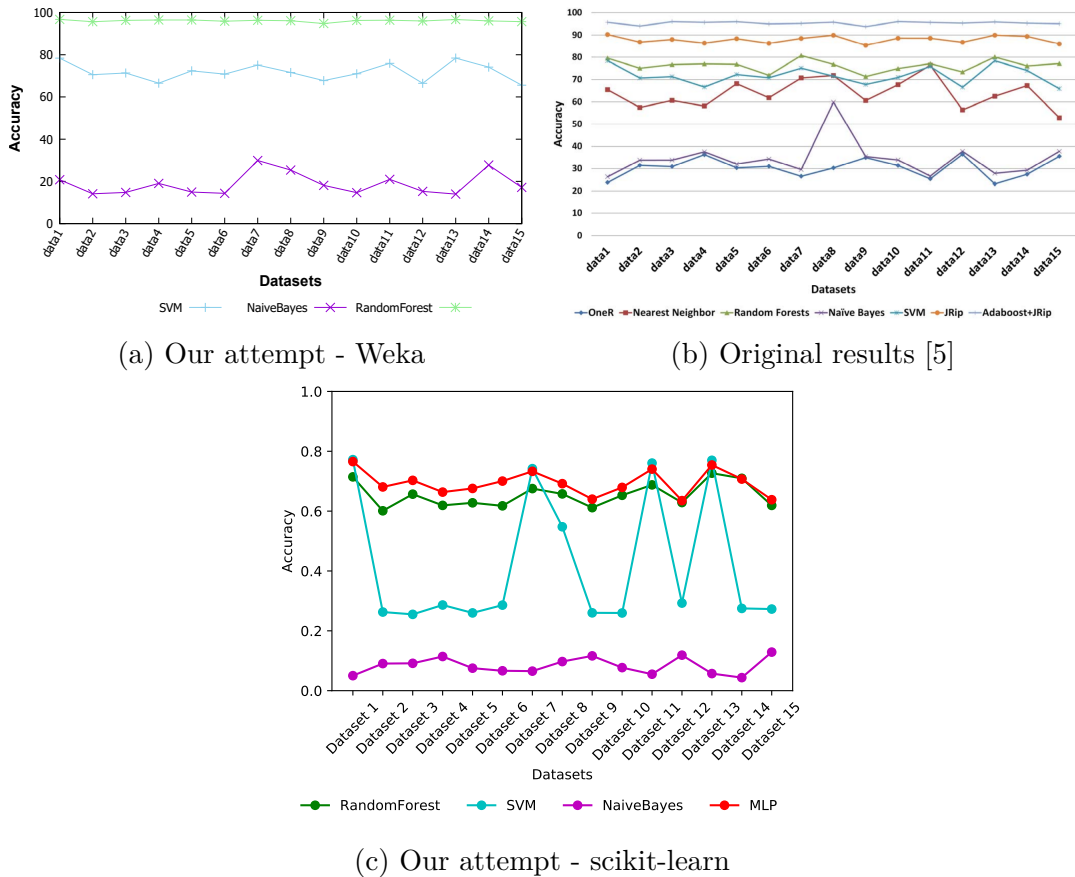 100
80
60
40
20
0
Accuracy
data1 data2 data3 data4 data5 data6 data7 data8 data9 data10 data11 data12 data13 data14 data15
Datasets
SVM NaiveBayes RandomForest
(a) Our attempt - Weka
100
90
80
70
60
50
40
30
20
100
0
Accuracy
data1 data2 data3 data4 data5 data6 data7 data8 data9 data10 data11 data12 data13 data14 data15
Datasets
OneR Nearest Neighbor Random Forests Naïve Bayes SVM JRip Adaboost+JRip
(b) Original results [5]
1.0
0.8
0.6
0.4
0.2
0.0
Accuracy
Dataset 1 Dataset 2 Dataset 3 Dataset 4 Dataset 5 Dataset 6 Dataset 7 Dataset 8 Dataset 9 Dataset 10 Dataset 11 Dataset 12 Dataset 13 Dataset 14 Dataset 15
Datasets
RandomForest SVM NaiveBayes MLP
(c) Our attempt - scikit-learn